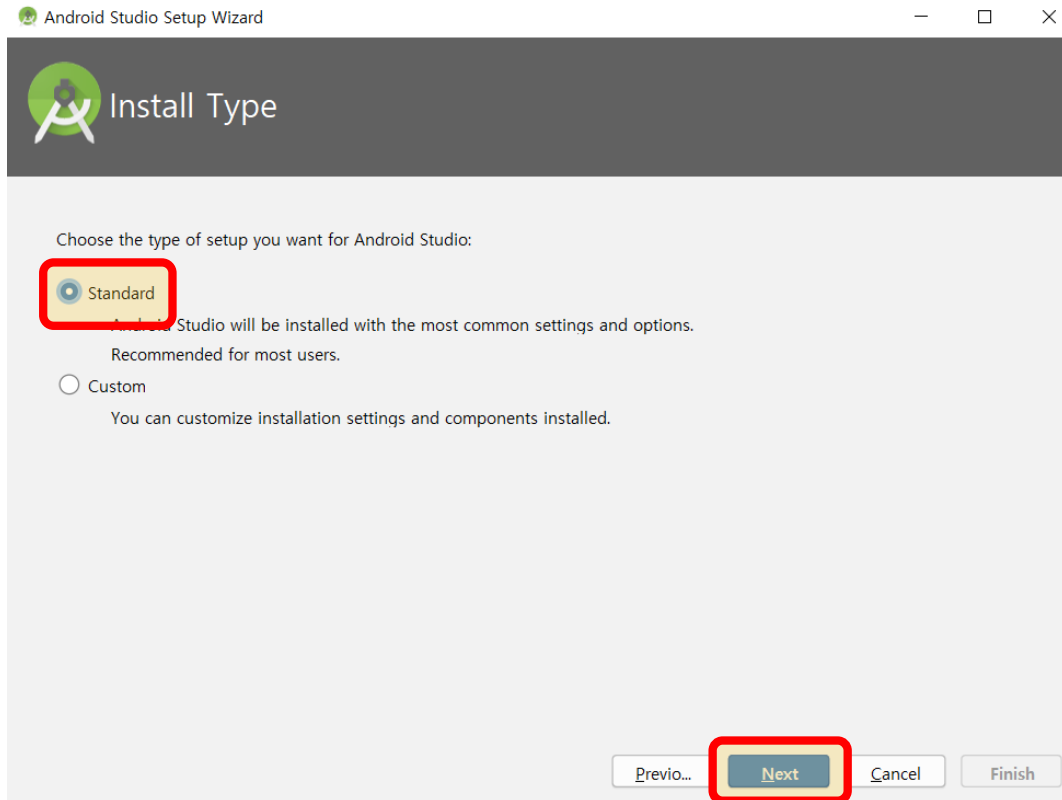 Android Studio Setup Wizard
Install Type
Choose the type of setup you want for Android Studio:
Standard
Android Studio will be installed with the most common settings and options.
Recommended for most users.
Custom
You can customize installation settings and components installed.
Previo... Next Cancel Finish